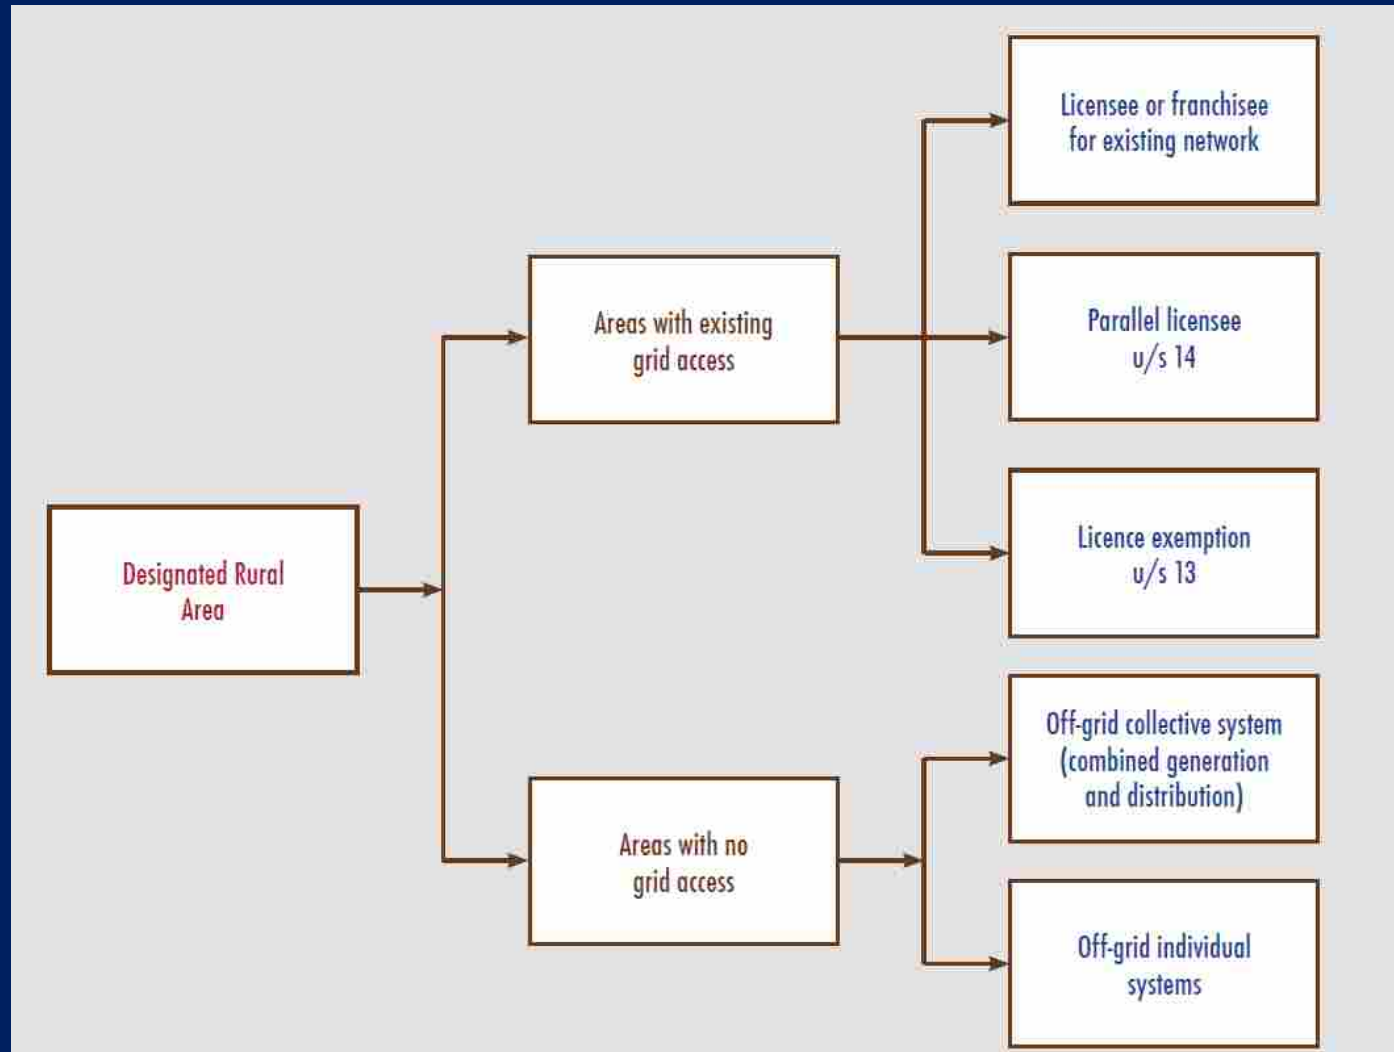 Licensee or franchisee
for existing network
Areas with existing
grid access
Parallel licensee
u/s 14
Designated Rural
Area
Licence exemption
u/s 13
Off-grid collective system
(combined generation
and distribution)
Areas with no
grid access
Off-grid individual
systems